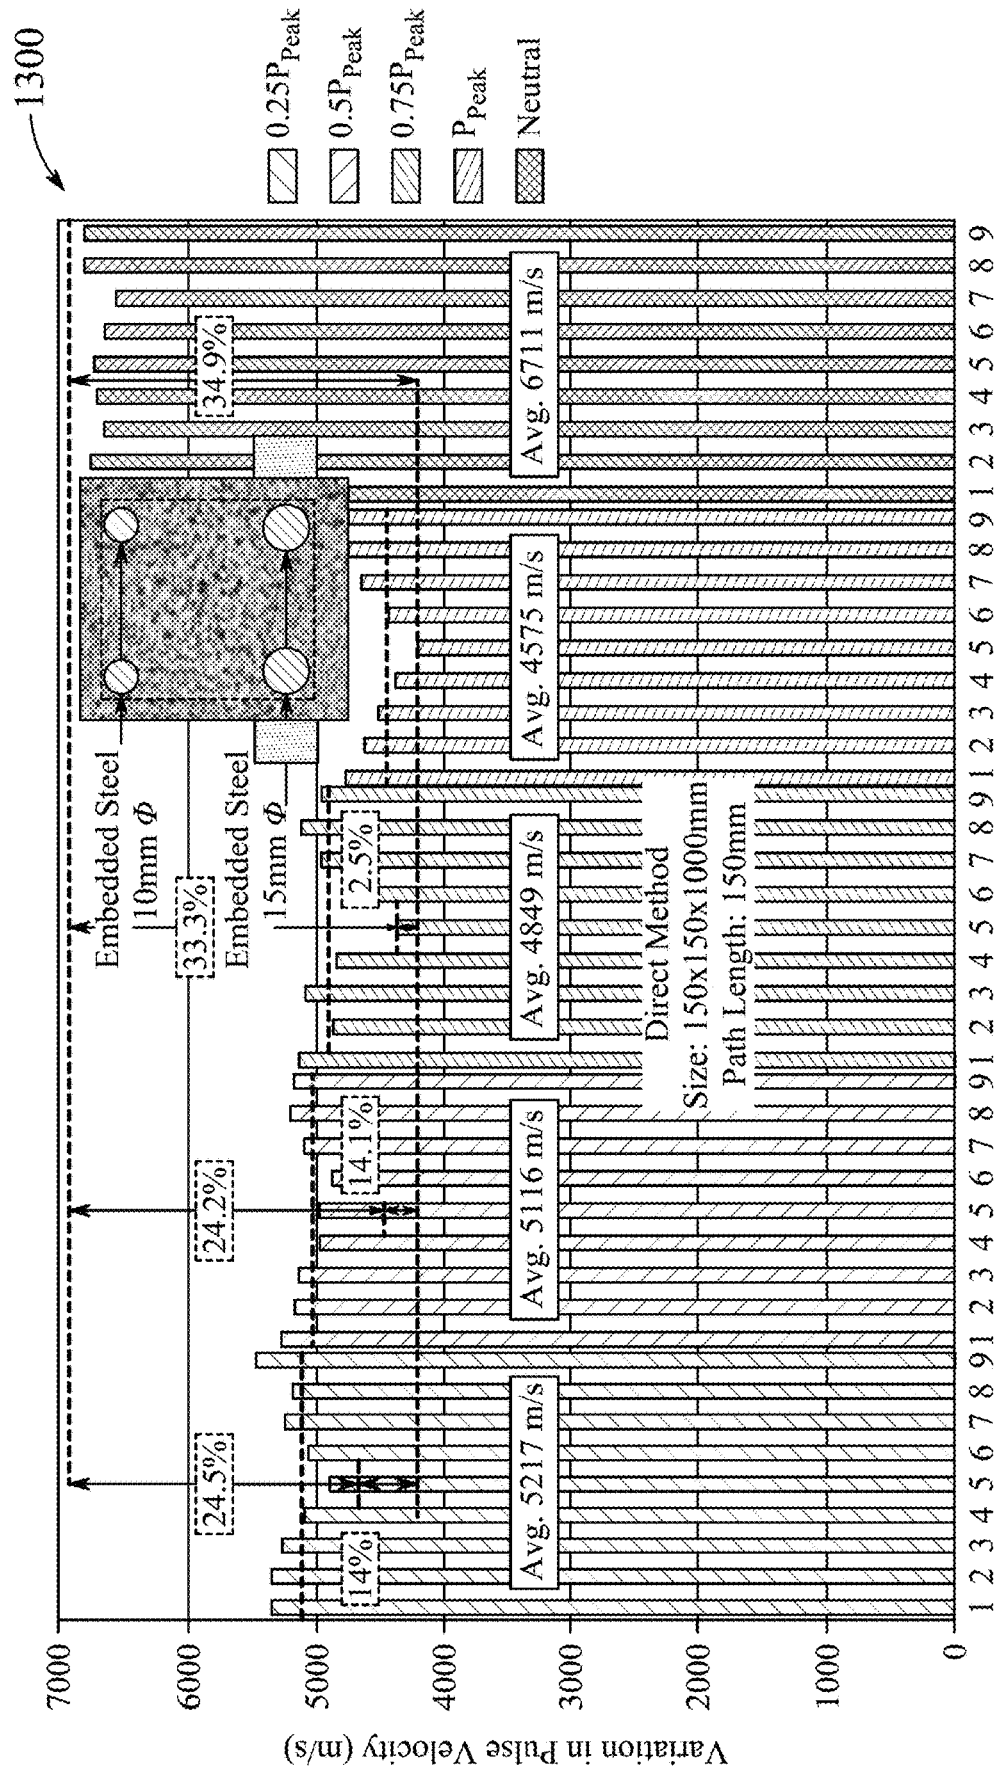 1300
0.25P_Peak
0.5P_Peak
0.75P_Peak
P_Peak
Neutral
Variation in Pulse Velocity (m/s)
7000
6000
5000
4000
3000
2000
1000
0
24.5%
24.2%
33.3%
34.9%
14%
14.1%
2.5%
Embedded Steel
10mm Φ
Embedded Steel
15mm Φ
Avg. 5217 m/s
Avg. 5116 m/s
Avg. 4849 m/s
Avg. 4575 m/s
Avg. 6711 m/s
Direct Method
Size: 150x150x1000mm
Path Length: 150mm
1 2 3 4 5 6 7 8 9 1 2 3 4 5 6 7 8 9 1 2 3 4 5 6 7 8 9 1 2 3 4 5 6 7 8 9 1 2 3 4 5 6 7 8 9